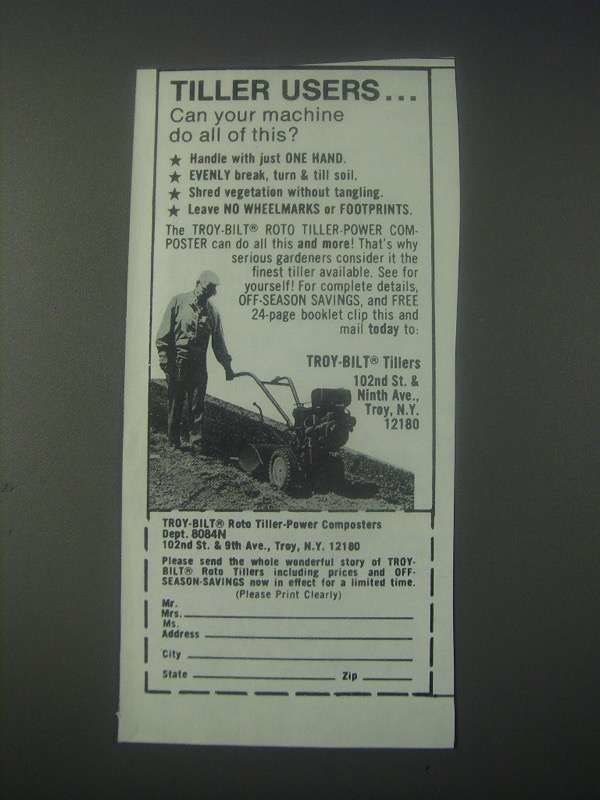 TILLER USERS...
Can your machine
do all of this?
★ Handle with just ONE HAND.
★ EVENLY break, turn & till soil.
★ Shred vegetation without tangling.
★ Leave NO WHEELMARKS or FOOTPRINTS.
The TROY-BILT® ROTO TILLER-POWER COM-
POSTER can do all this and more! That's why
serious gardeners consider it the
finest tiller available. See for
yourself! For complete details,
OFF-SEASON SAVINGS, and FREE
24-page booklet clip this and
mail today to:
TROY-BILT® Tillers
102nd St. &
Ninth Ave.,
Troy, N.Y.
12180
TROY-BILT® Roto Tiller-Power Composters
Dept. 8084N
102nd St. & 9th Ave., Troy, N.Y. 12180
Please send the whole wonderful story of TROY-
BILT® Roto Tillers including prices and OFF-
SEASON-SAVINGS now in effect for a limited time.
(Please Print Clearly)
Mr.
Mrs.
Ms.
Address
City
State Zip